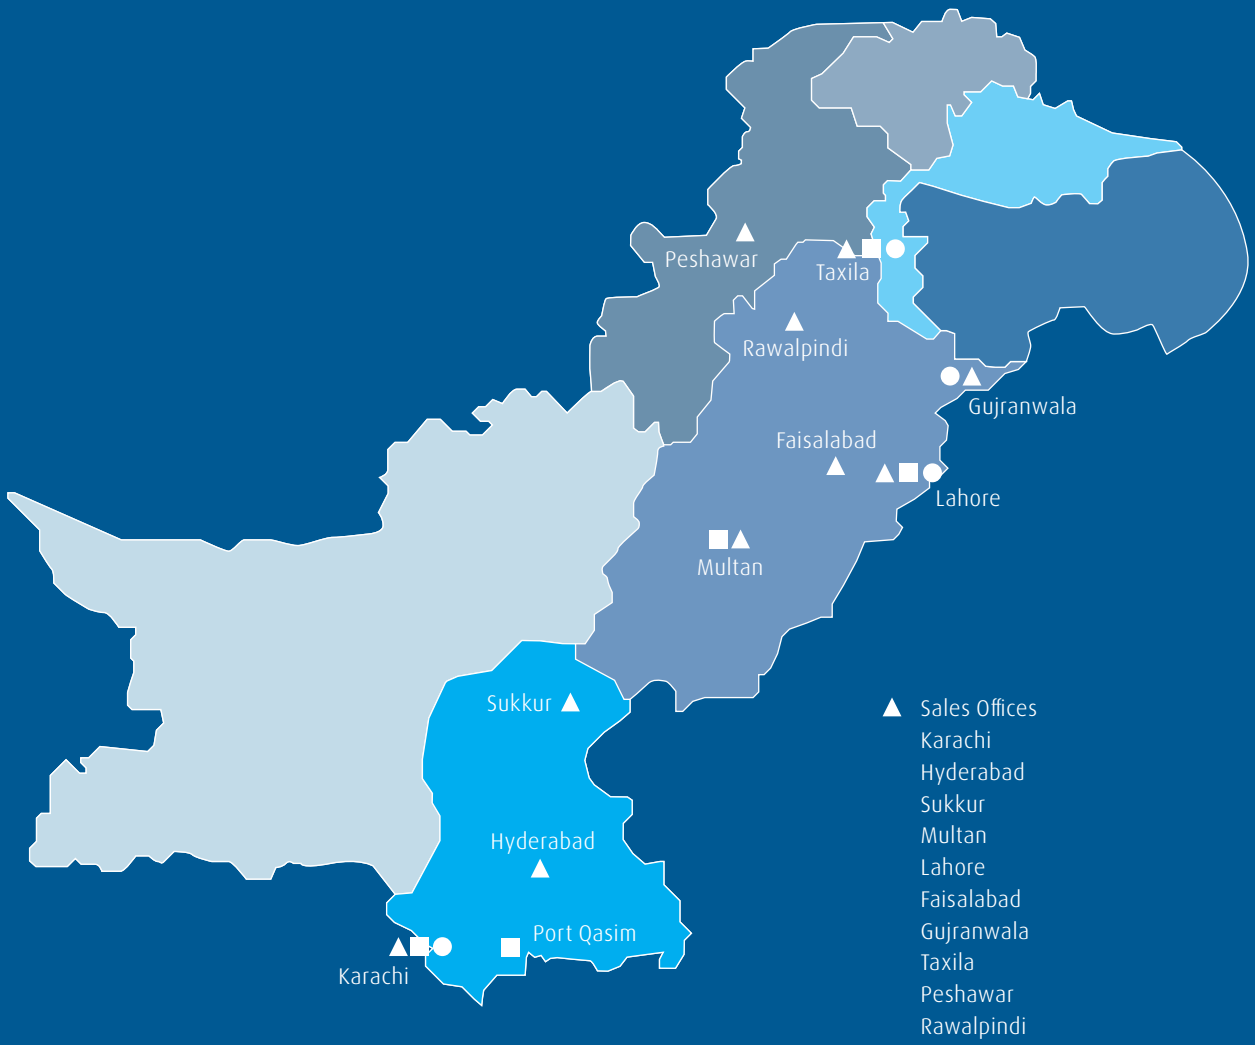 Peshawar
Taxila
Rawalpindi
Gujranwala
Faisalabad
Lahore
Multan
Sukkur
Hyderabad
Port Qasim
Karachi
Sales Offices
Karachi
Hyderabad
Sukkur
Multan
Lahore
Faisalabad
Gujranwala
Taxila
Peshawar
Rawalpindi